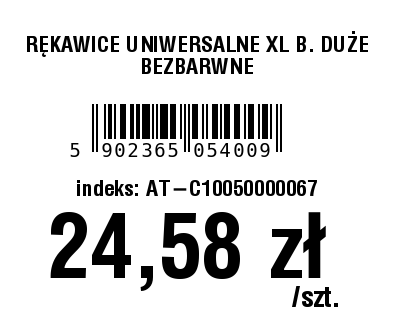 RĘKAWICE UNIWERSALNE XL B. DUŻE
BEZBARWNE
5 902365 054009
indeks: AT-C10050000067
24,58 zł
/szt.